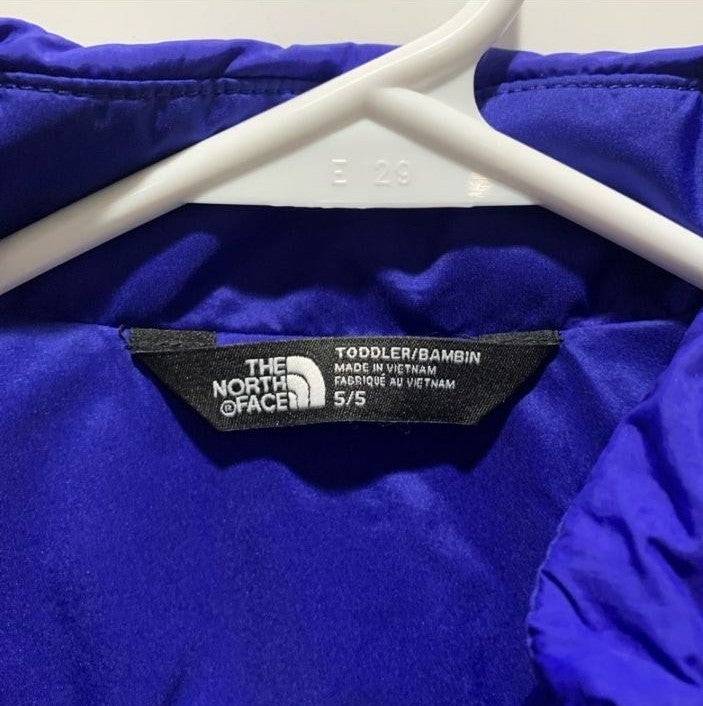 E 29
THE
NORTH
®FACE
TODDLER/BAMBIN
MADE IN VIETNAM
FABRIQUÉ AU VIETNAM
5/5